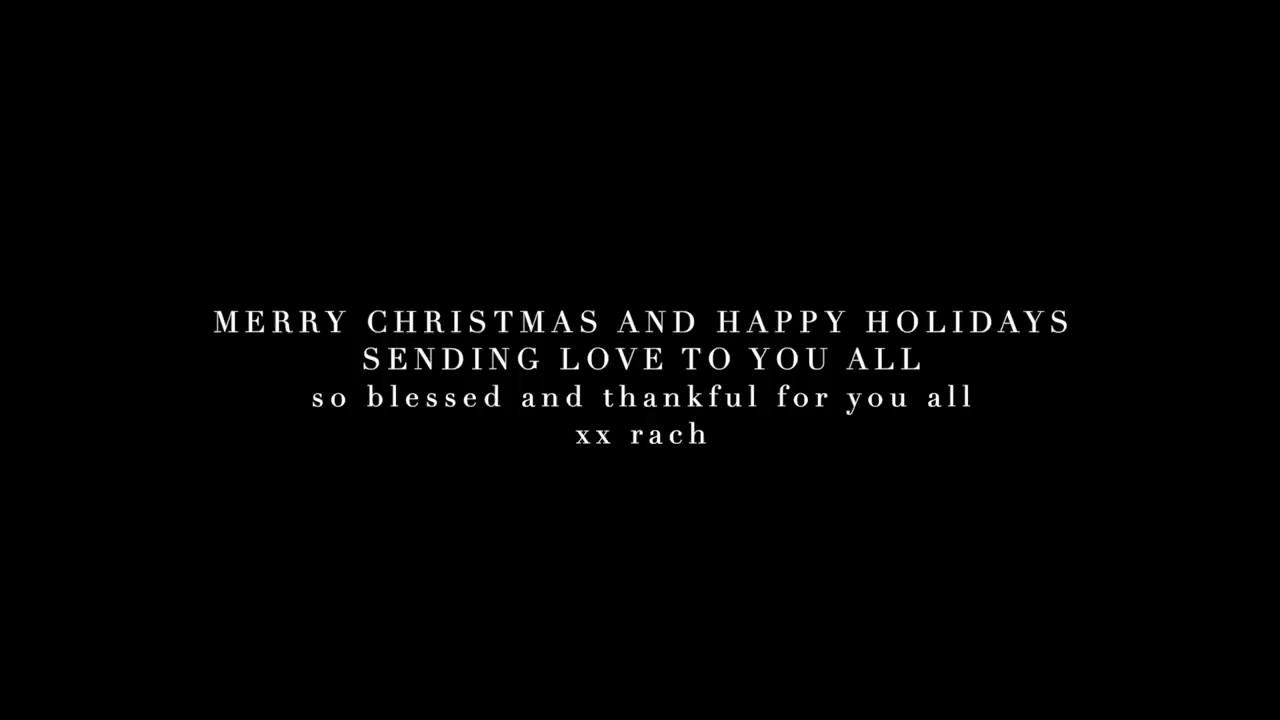 MERRY CHRISTMAS AND HAPPY HOLIDAYS
SENDING LOVE TO YOU ALL
so blessed and thankful for you all
xx rach